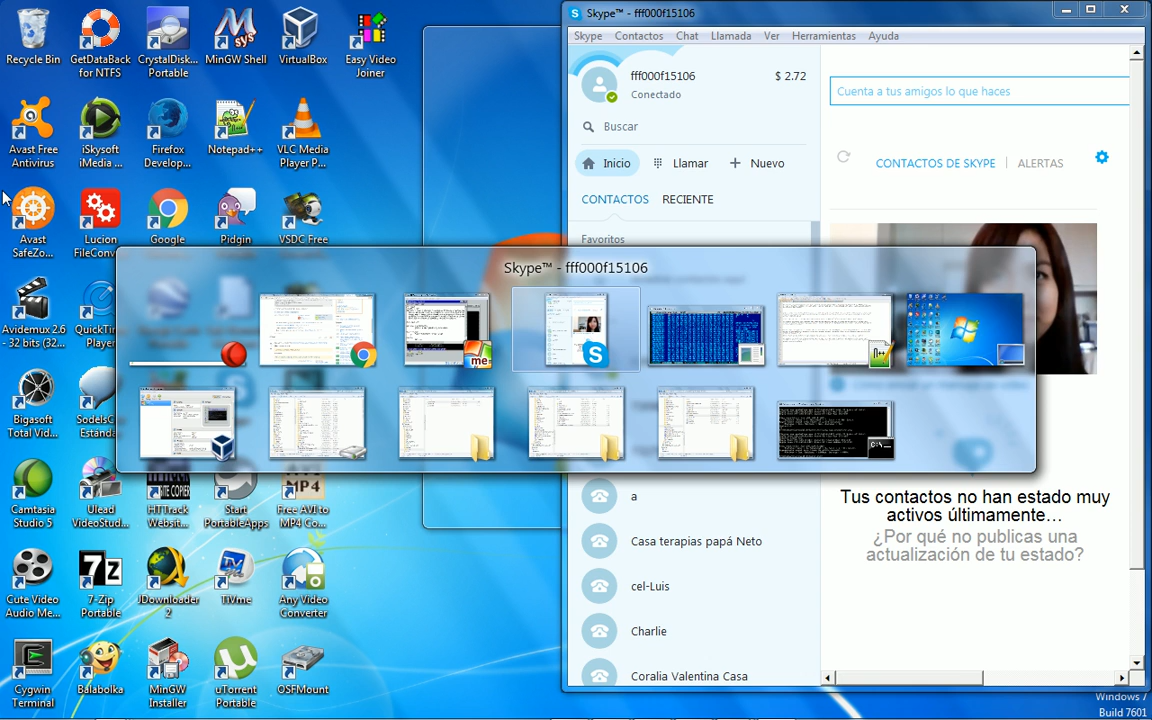 Recycle Bin
GetDataBack for NTFS
CrystalDisk... Portable
MinGW Shell
VirtualBox
Easy Video Joiner
Avast Free Antivirus
iSkysoft iMedia ...
Firefox Develop...
Notepad++
VLC Media Player P...
Avast SafeZo...
Lucion FileConv...
Google
Pidgin
VSDC Free
Avidemux 2.6 - 32 bits (32...
QuickTim
Player
Bigasoft Total Vid...
SodelsC
Estánda
Camtasia Studio 5
Ulead VideoStud...
HTTrack Websit...
Start PortableApps
Free AVI to MP4 Co...
Cute Video Audio Me...
7-Zip Portable
JDownloader 2
TiVme
Any Video Converter
Cygwin Terminal
Balabolka
MinGW Installer
uTorrent Portable
OSFMount
Skype™ - fff000f15106
Skype Contactos Chat Llamada Ver Herramientas Ayuda
fff000f15106 $ 2.72
Conectado
Buscar
Inicio Llamar Nuevo
CONTACTOS RECIENTE
Favoritos
Cuenta a tus amigos lo que haces
CONTACTOS DE SKYPE ALERTAS
Skype™ - fff000f15106
a
Casa terapias papá Neto
cel-Luis
Charlie
Coralia Valentina Casa
Tus contactos no han estado muy
activos últimamente…
¿Por qué no publicas una
actualización de tu estado?
Windows 7
Build 7601